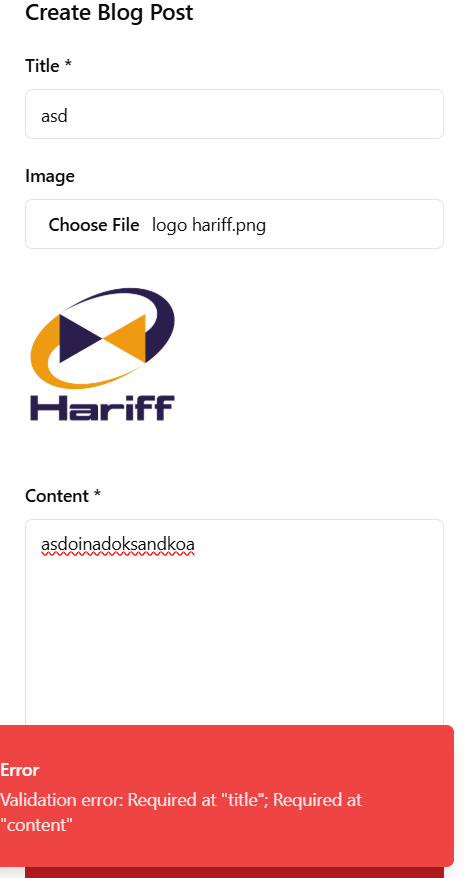 Create Blog Post
Title *
asd
Image
Choose File logo hariff.png
Hariff
Content *
asdoinadoksandkoa
Error
Validation error: Required at "title"; Required at
"content"